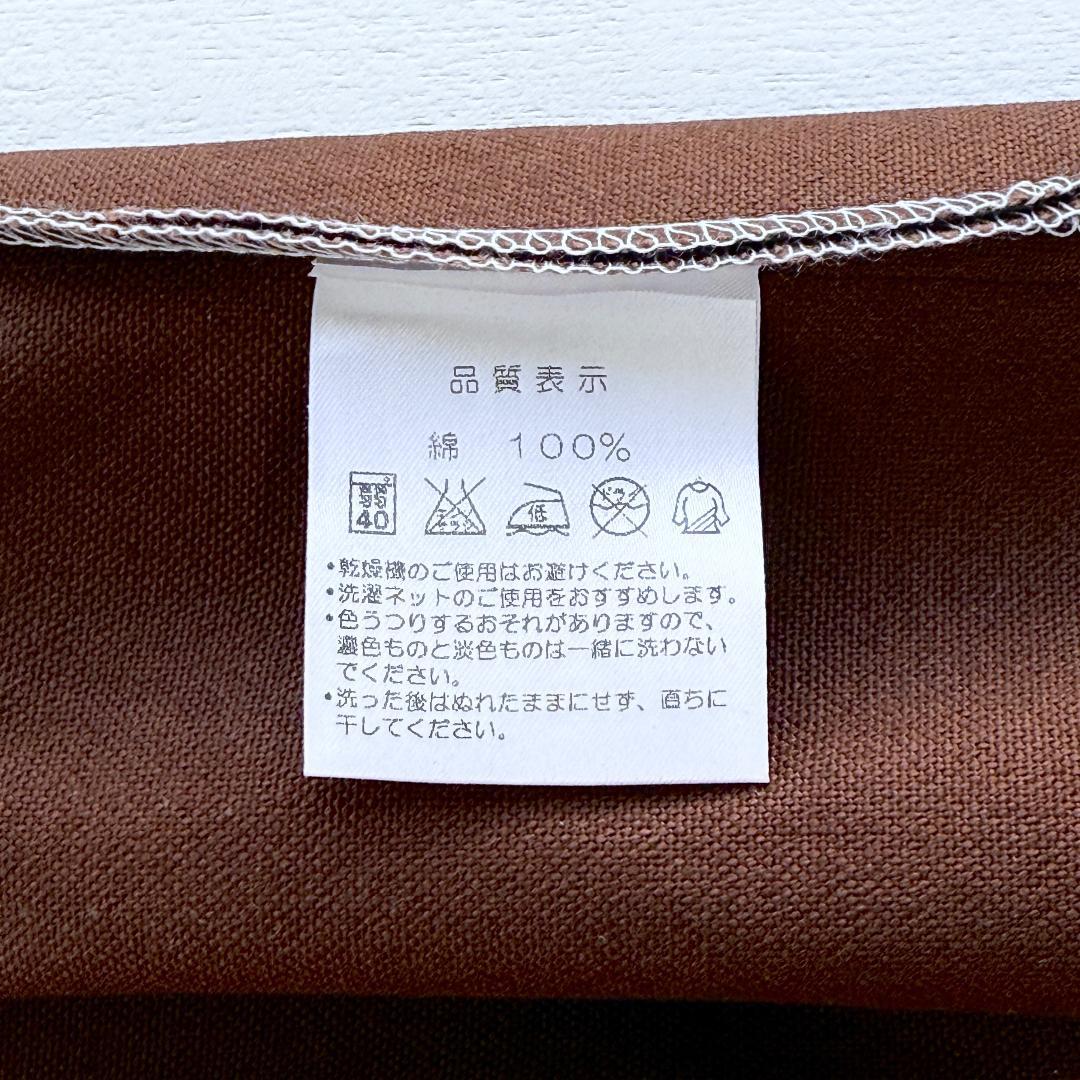 品質表示
綿 100%
40 低
・乾燥機のご使用はお避けください。
・洗濯ネットのご使用をおすすめします。
・色うつりするおそれがありますので、
濃色ものと淡色ものは一緒に洗わない
でください。
・洗った後はぬれたままにせず、直ちに
干してください。